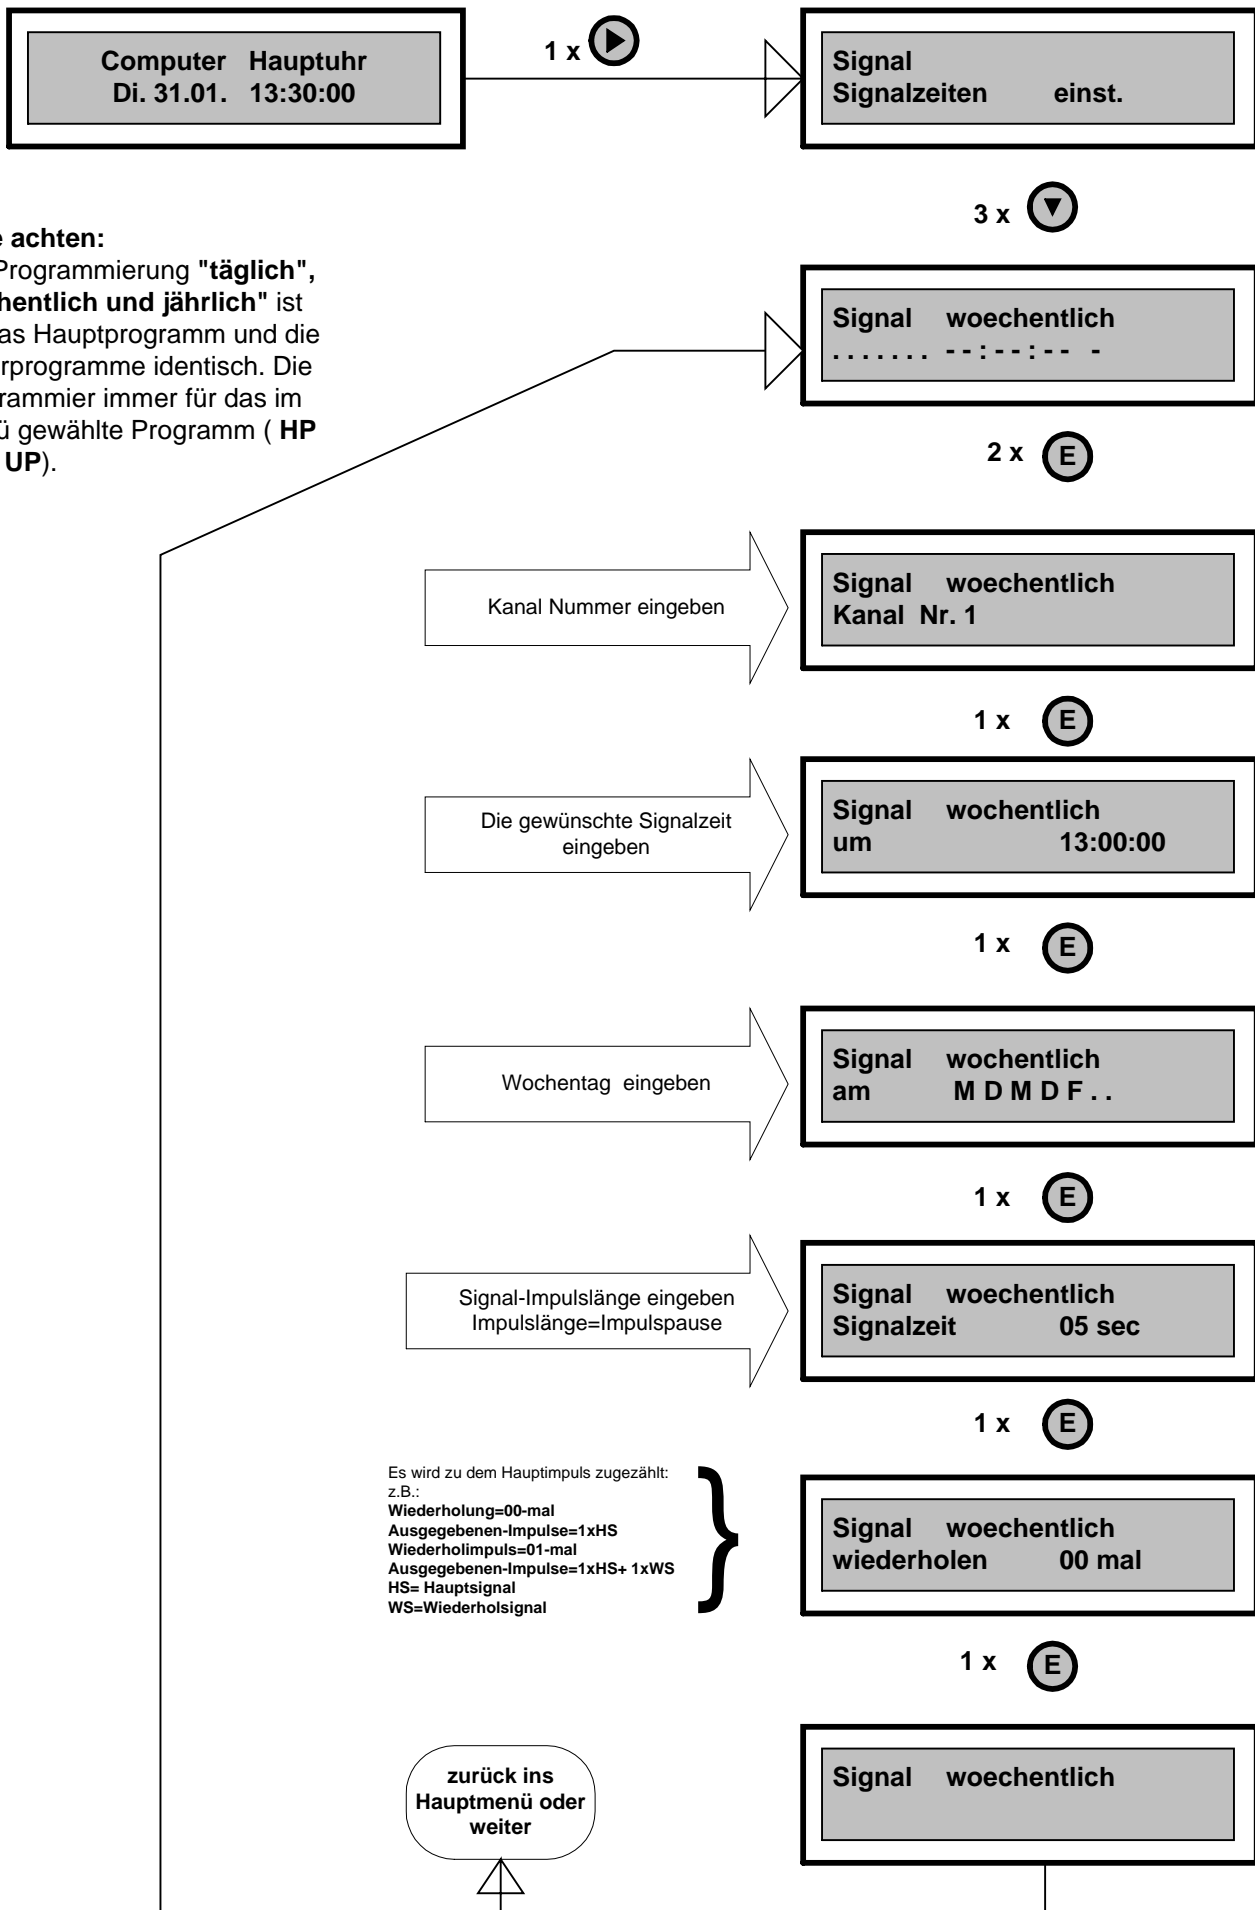 Computer Hauptuhr
Di. 31.01. 13:30:00
1 x
Signal
Signalzeiten einst.
3 x
achten:
Programmierung "täglich",
und jährlich" ist
Hauptprogramm und die
identisch. Die
immer für das im
gewählte Programm ( HP
UP).
Signal woechentlich
. . . . . . . - - : - - : - - -
2 x E
Kanal Nummer eingeben
Signal woechentlich
Kanal Nr. 1
1 x E
Die gewünschte Signalzeit
eingeben
Signal wochentlich
um 13:00:00
1 x E
Wochentag eingeben
Signal wochentlich
am M D M D F . .
1 x E
Signal-Impulslänge eingeben
Impulslänge=Impulspause
Signal woechentlich
Signalzeit 05 sec
1 x E
Es wird zu dem Hauptimpuls zugezählt:
z.B.:
Wiederholung=00-mal
Ausgegebenen-Impulse=1xHS
Wiederholimpuls=01-mal
Ausgegebenen-Impulse=1xHS+ 1xWS
HS= Hauptsignal
WS=Wiederholsignal
Signal woechentlich
wiederholen 00 mal
1 x E
zurück ins
Hauptmenü oder
weiter
Signal woechentlich